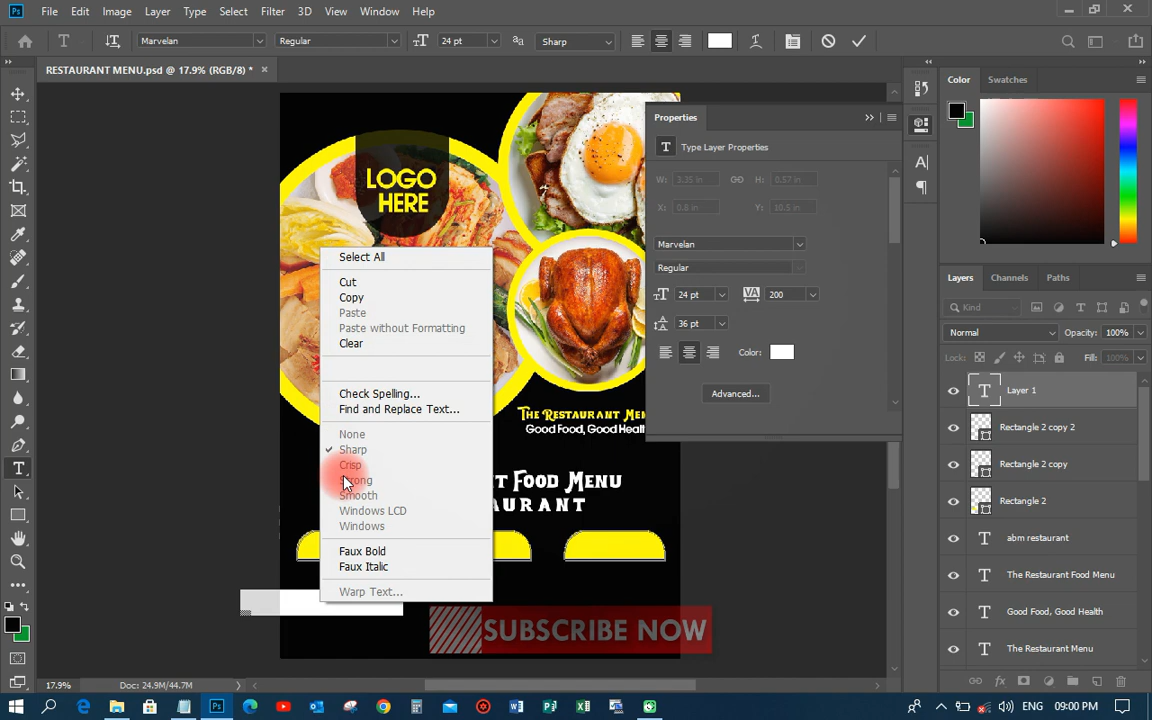 Ps File Edit Image Layer Type Select Filter 3D View Window Help
T Marvelan Regular 24 pt Sharp
RESTAURANT MENU.psd @ 17.9% (RGB/8) *
Color Swatches
Properties
Type Layer Properties
W: 3.35 in H: 0.57 in
X: 0.8 in Y: 10.5 in
Marvelan
Regular
24 pt VA 200
36 pt
Color:
Advanced...
LOGO
HERE
Select All
Cut
Copy
Paste
Paste without Formatting
Clear
Check Spelling...
Find and Replace Text...
None
Sharp
Crisp
Strong
Smooth
Windows LCD
Windows
Faux Bold
Faux Italic
Warp Text...
The Restaurant Men
Good Food, Good Healt
t Food Menu
aurant
SUBSCRIBE NOW
Layers Channels Paths
Kind
Normal Opacity: 100%
Lock: Fill: 100%
T Layer 1
Rectangle 2 copy 2
Rectangle 2 copy
Rectangle 2
T abm restaurant
T The Restaurant Food Menu
T Good Food, Good Health
T The Restaurant Menu
17.9% Doc: 24.9M/44.7M
ENG 09:00 PM